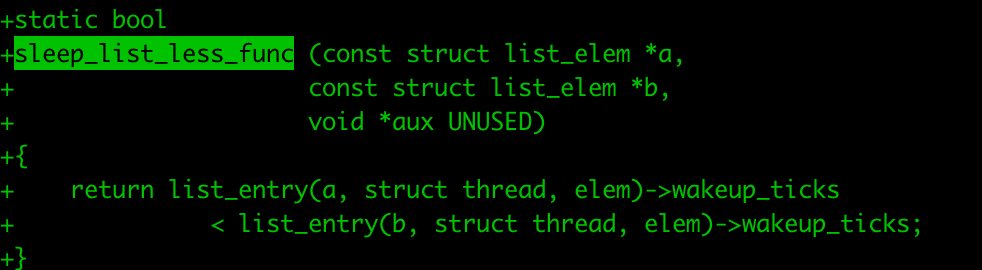 +static bool
+sleep_list_less_func (const struct list_elem *a,
+                     const struct list_elem *b,
+                     void *aux UNUSED)
+{
+    return list_entry(a, struct thread, elem)->wakeup_ticks
+              < list_entry(b, struct thread, elem)->wakeup_ticks;
+}